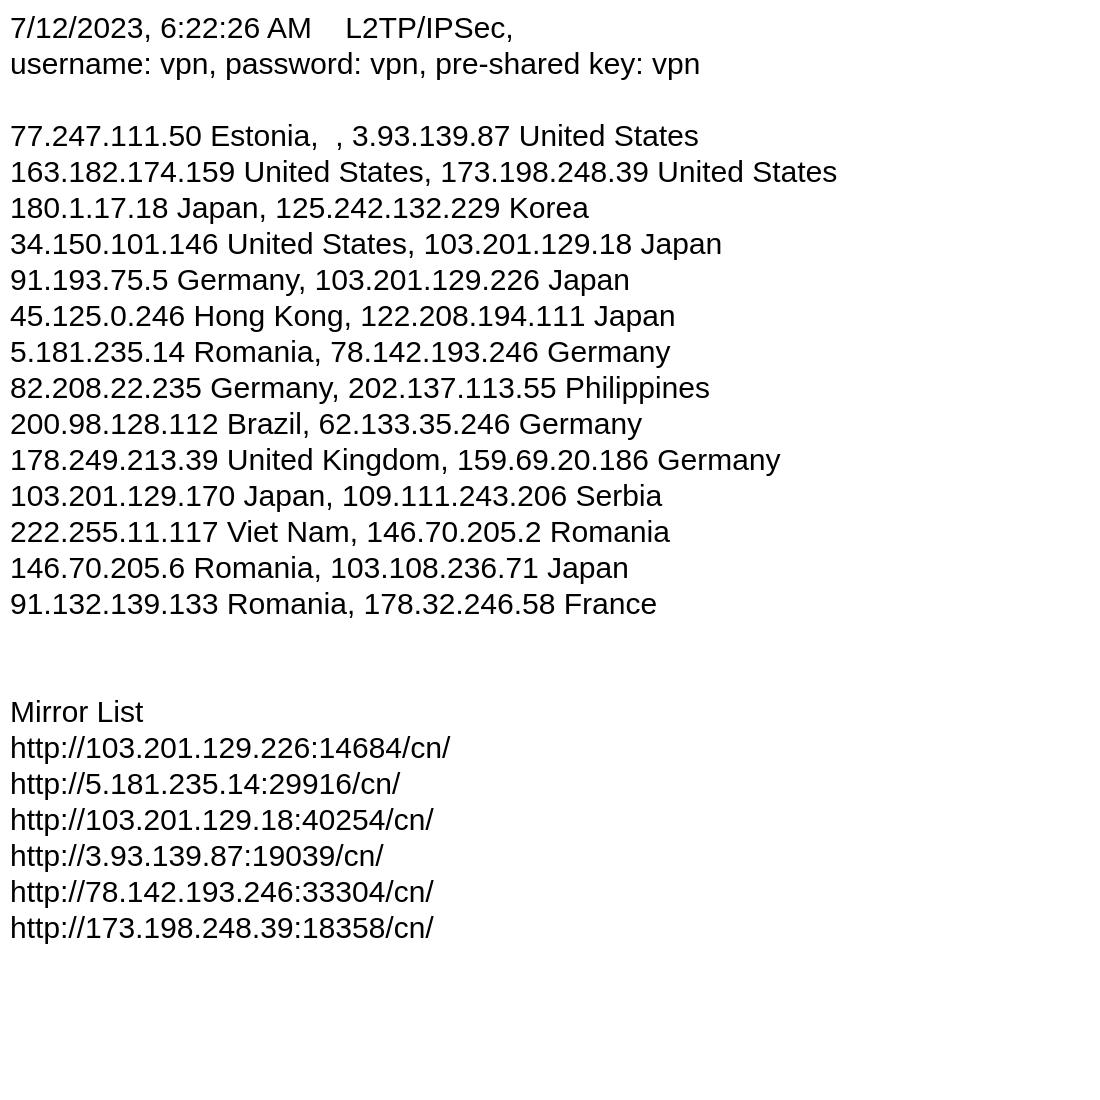 7/12/2023, 6:22:26 AM    L2TP/IPSec,
username: vpn, password: vpn, pre-shared key: vpn

77.247.111.50 Estonia,  , 3.93.139.87 United States
163.182.174.159 United States, 173.198.248.39 United States
180.1.17.18 Japan, 125.242.132.229 Korea
34.150.101.146 United States, 103.201.129.18 Japan
91.193.75.5 Germany, 103.201.129.226 Japan
45.125.0.246 Hong Kong, 122.208.194.111 Japan
5.181.235.14 Romania, 78.142.193.246 Germany
82.208.22.235 Germany, 202.137.113.55 Philippines
200.98.128.112 Brazil, 62.133.35.246 Germany
178.249.213.39 United Kingdom, 159.69.20.186 Germany
103.201.129.170 Japan, 109.111.243.206 Serbia
222.255.11.117 Viet Nam, 146.70.205.2 Romania
146.70.205.6 Romania, 103.108.236.71 Japan
91.132.139.133 Romania, 178.32.246.58 France

Mirror List
http://103.201.129.226:14684/cn/
http://5.181.235.14:29916/cn/
http://103.201.129.18:40254/cn/
http://3.93.139.87:19039/cn/
http://78.142.193.246:33304/cn/
http://173.198.248.39:18358/cn/